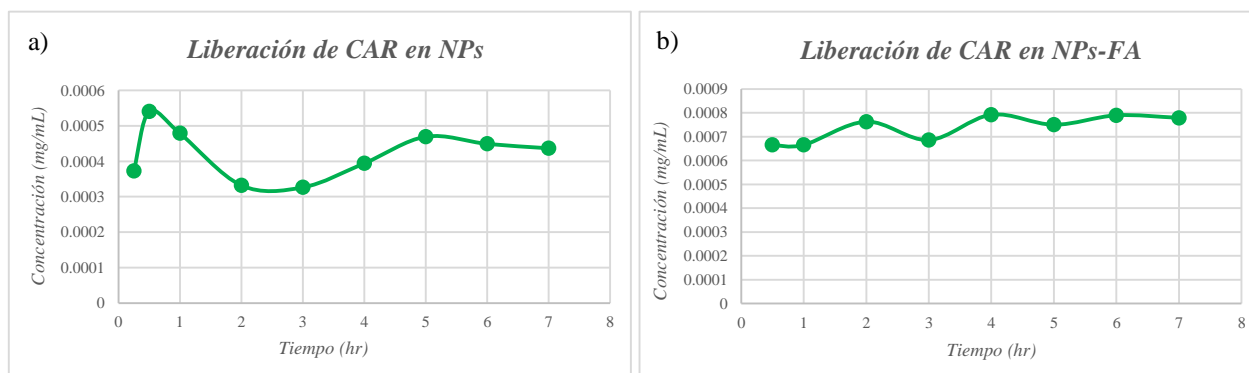 a)
Liberación de CAR en NPs
Concentración (mg/mL)
0.0006
0.0005
0.0004
0.0003
0.0002
0.0001
0
0 1 2 3 4 5 6 7 8
Tiempo (hr)
b)
Liberación de CAR en NPs-FA
Concentración (mg/mL)
0.0009
0.0008
0.0007
0.0006
0.0005
0.0004
0.0003
0.0002
0.0001
0
0 1 2 3 4 5 6 7 8
Tiempo (hr)